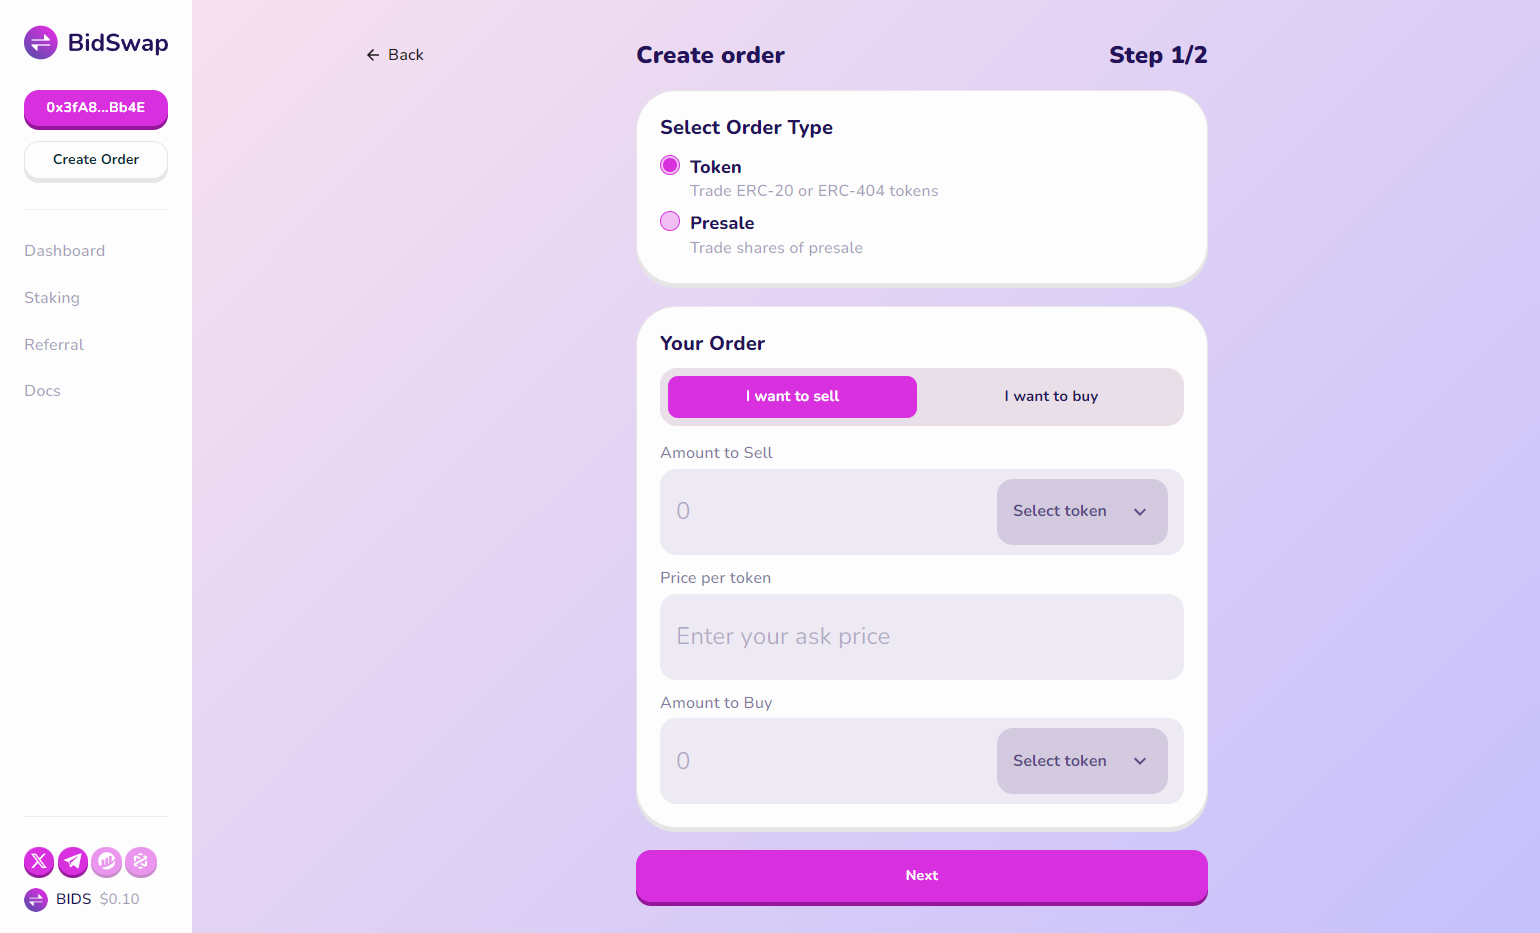 BidSwap
0x3fA8...Bb4E
Create Order
Dashboard
Staking
Referral
Docs
BIDS $0.10
Back
Create order
Step 1/2
Select Order Type
Token
Trade ERC-20 or ERC-404 tokens
Presale
Trade shares of presale
Your Order
I want to sell
I want to buy
Amount to Sell
0
Select token
Price per token
Enter your ask price
Amount to Buy
0
Select token
Next